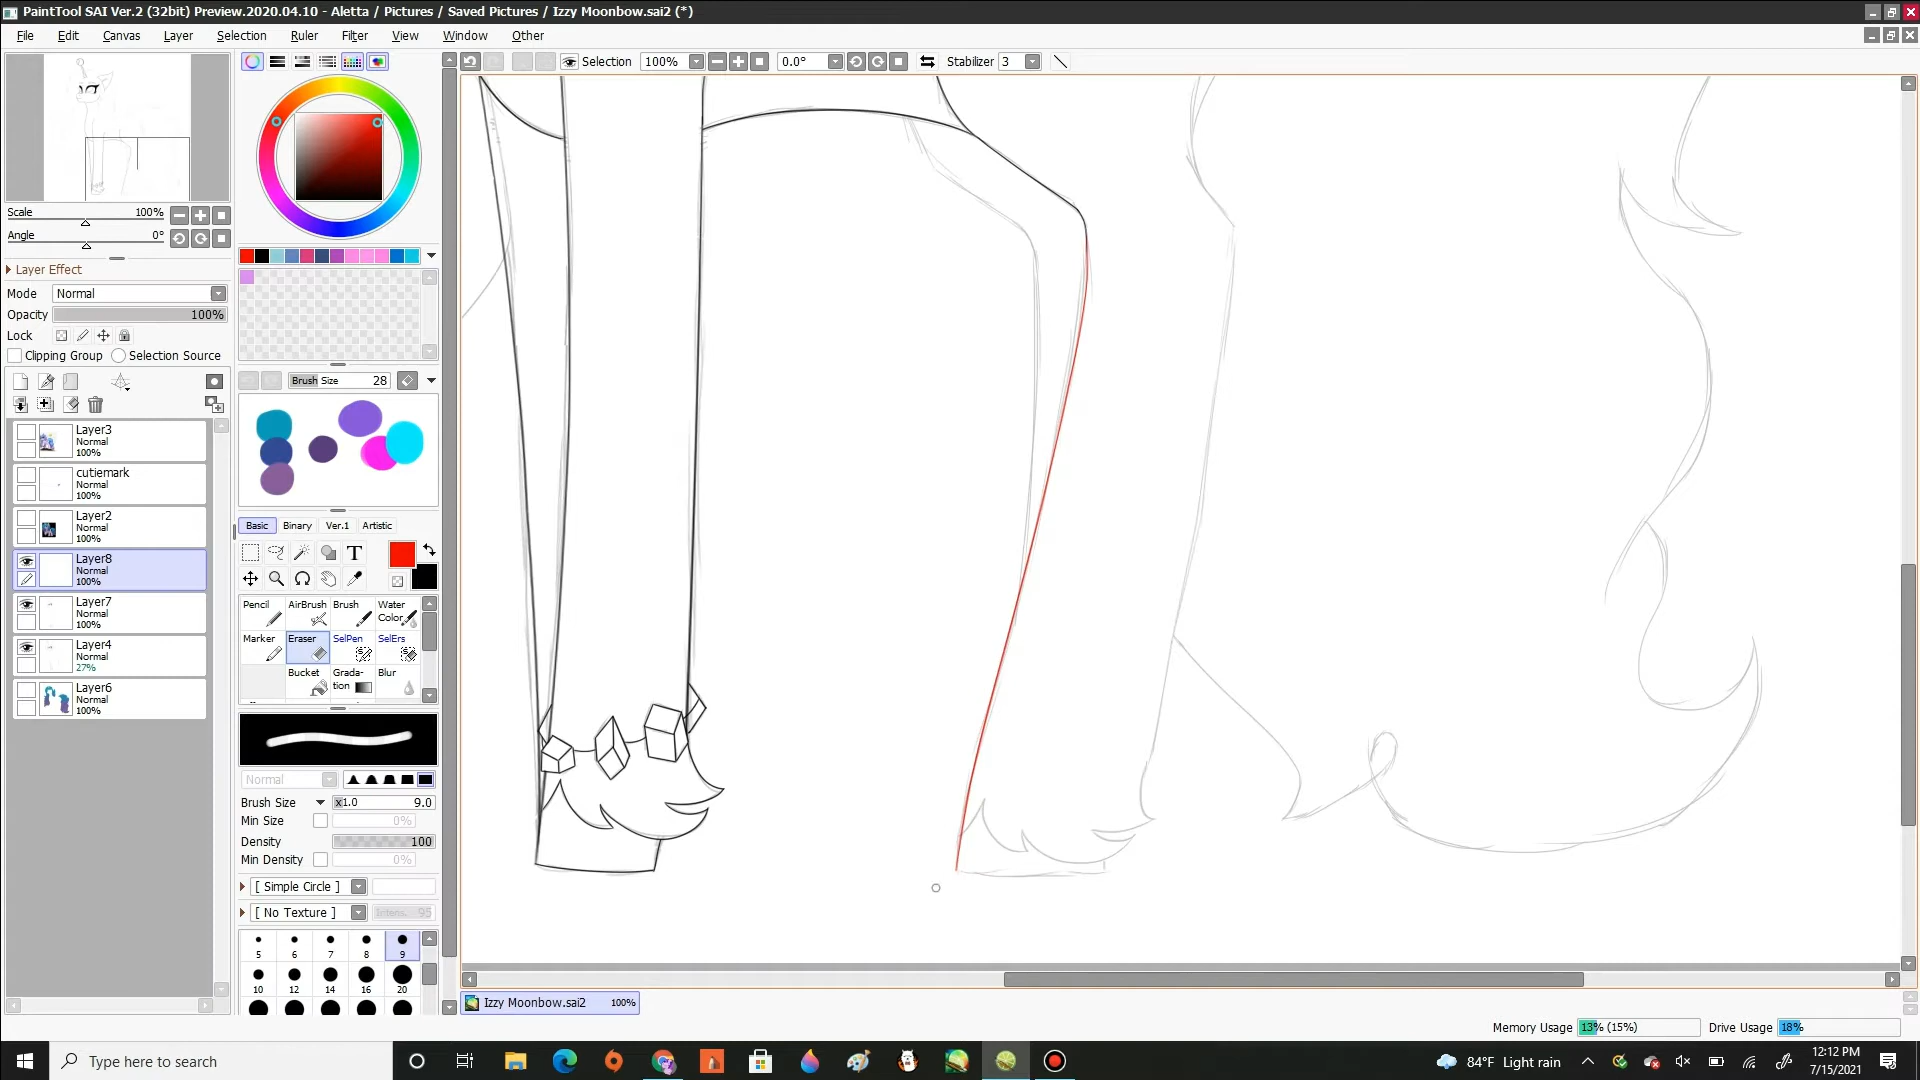 PaintTool SAI Ver.2 (32bit) Preview.2020.04.10 - Aletta / Pictures / Saved Pictures / Izzy Moonbow.sai2 (*)
File Edit Canvas Layer Selection Ruler Filter View Window Other
Selection 100% 0.0° Stabilizer 3
Scale 100%
Angle 0°
Layer Effect
Mode Normal
Opacity 100%
Lock
Clipping Group Selection Source
Layer3
Normal
100%
cutiemark
Normal
100%
Layer2
Normal
100%
Layer8
Normal
100%
Layer7
Normal
100%
Layer4
Normal
27%
Layer6
Normal
100%
Brush Size 28
Basic Binary Ver.1 Artistic
T
Pencil AirBrush Brush Water Color
Marker Eraser SelPen SelErs
Bucket Grada-tion Blur
Normal
Brush Size x1.0 9.0
Min Size 0%
Density 100
Min Density 0%
[ Simple Circle ]
[ No Texture ] Intens. 95
5 6 7 8 9
10 12 14 16 20
Izzy Moonbow.sai2 100%
Memory Usage 13% (15%) Drive Usage 18%
Type here to search
84°F Light rain
12:12 PM
7/15/2021